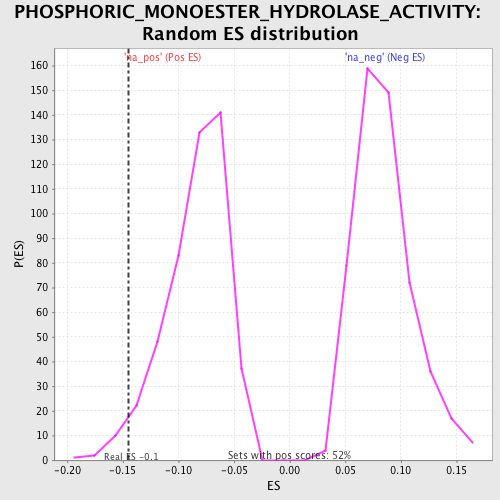 PHOSPHORIC_MONOESTER_HYDROLASE_ACTIVITY:
Random ES distribution
'na_pos' (Pos ES)
'na_neg' (Neg ES)
160
150
140
130
120
110
100
90
80
70
60
50
40
30
20
10
0
P(ES)
Real ES -0.1
Sets with pos scores: 52%
-0.20 -0.15 -0.10 -0.05 0.00 0.05 0.10 0.15
ES